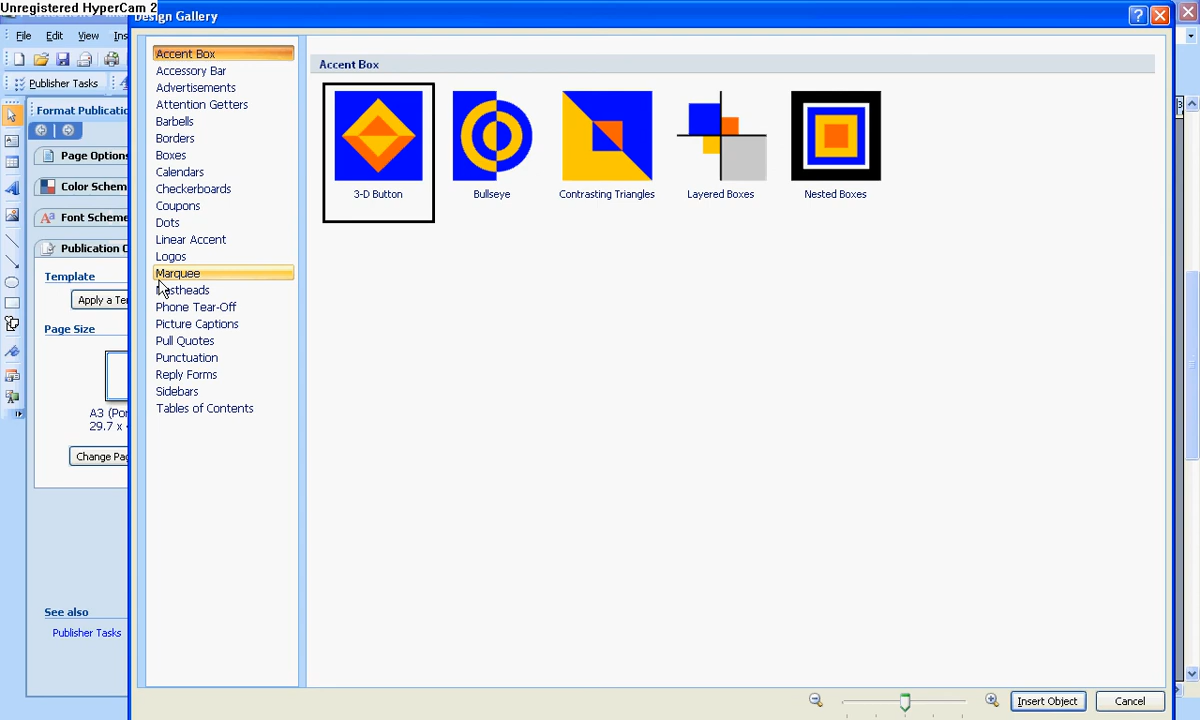 Unregistered HyperCam 2
Design Gallery
File Edit View Ins
Publisher Tasks
Format Publicatio
Page Options
Color Schem
Font Scheme
Publication O
Template
Apply a Te
Page Size
A3 (Por
29.7 x
Change Pag
See also
Publisher Tasks
Accent Box
Accessory Bar
Advertisements
Attention Getters
Barbells
Borders
Boxes
Calendars
Checkerboards
Coupons
Dots
Linear Accent
Logos
Marquee
stheads
Phone Tear-Off
Picture Captions
Pull Quotes
Punctuation
Reply Forms
Sidebars
Tables of Contents
Accent Box
3-D Button
Bullseye
Contrasting Triangles
Layered Boxes
Nested Boxes
Insert Object
Cancel